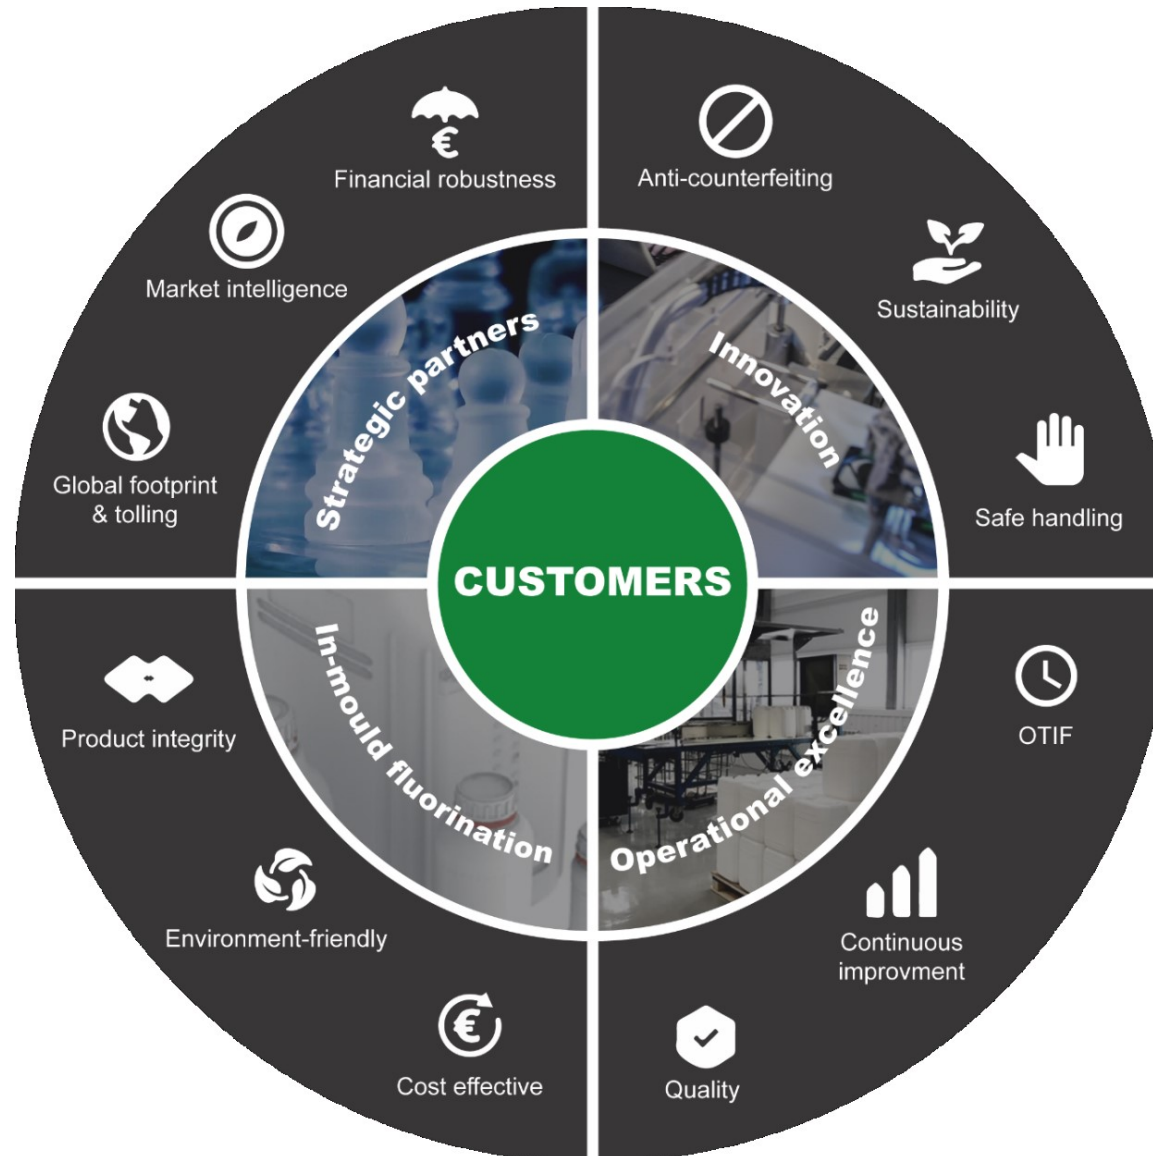 Financial robustness
Market intelligence
Global footprint
& tolling
Strategic partners
Anti-counterfeiting
Sustainability
Safe handling
Innovation
CUSTOMERS
In-mould fluorination
Product integrity
Environment-friendly
Cost effective
Operational excellence
OTIF
Continuous
improvment
Quality